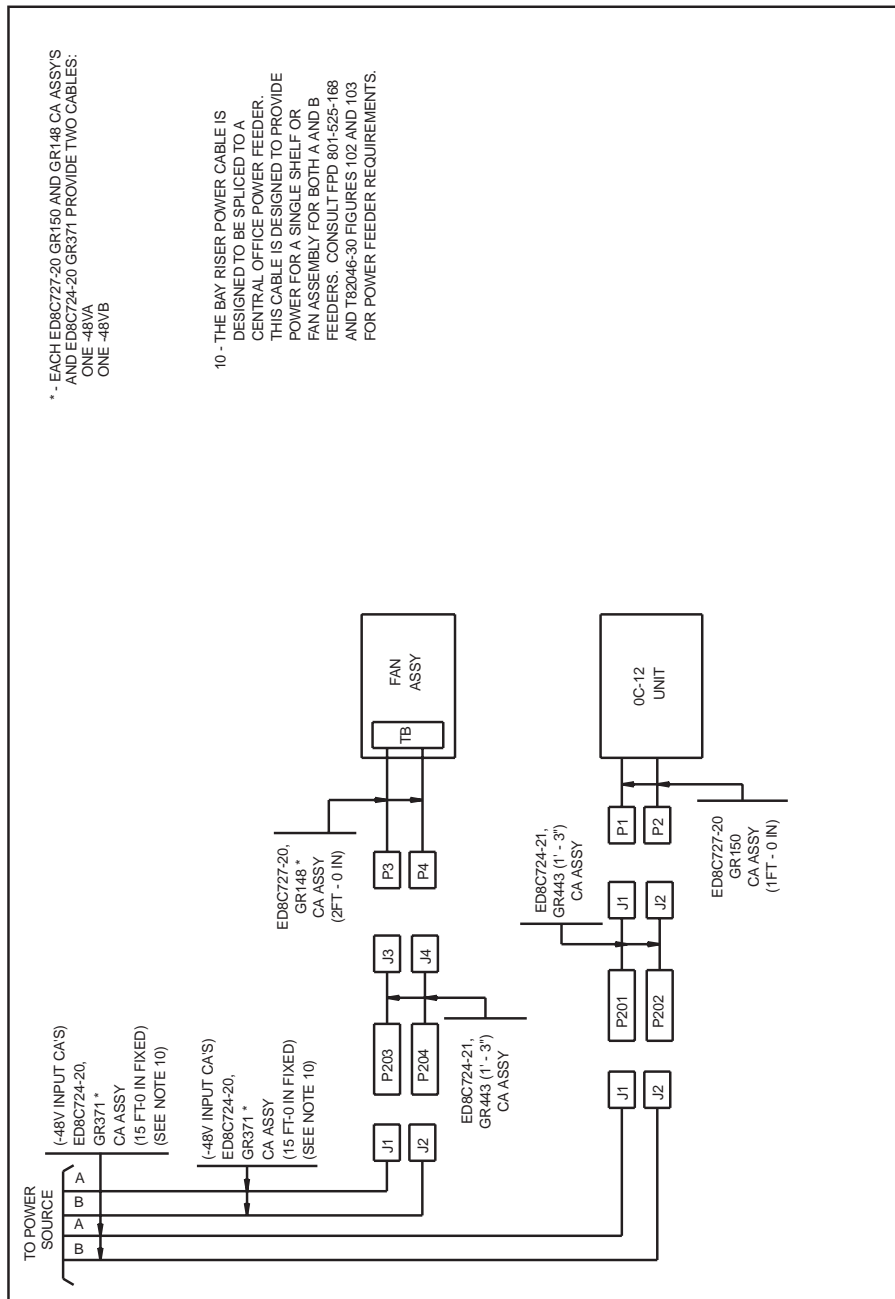 * - EACH ED8C727-20 GR150 AND GR148 CA ASSY'S
AND ED8C724-20 GR371 PROVIDE TWO CABLES:
ONE -48VA
ONE -48VB
10 - THE BAY RISER POWER CABLE IS
DESIGNED TO BE SPLICED TO A
CENTRAL OFFICE POWER FEEDER.
THIS CABLE IS DESIGNED TO PROVIDE
POWER FOR A SINGLE SHELF OR
FAN ASSEMBLY FOR BOTH A AND B
FEEDERS. CONSULT FPD 801-525-168
AND T82046-30 FIGURES 102 AND 103
FOR POWER FEEDER REQUIREMENTS.
TO POWER
SOURCE
A
B
A
B
(-48V INPUT CA'S)
ED8C724-20,
GR371 *
CA ASSY
(15 FT-0 IN FIXED)
(SEE NOTE 10)
(-48V INPUT CA'S)
ED8C724-20,
GR371 *
CA ASSY
(15 FT-0 IN FIXED)
(SEE NOTE 10)
J1
J2
P203
P204
J3
J4
ED8C724-21,
GR443 (1' - 3")
CA ASSY
P3
P4
ED8C727-20,
GR148 *
CA ASSY
(2FT - 0 IN)
TB
FAN
ASSY
J1
J2
P201
P202
J1
J2
ED8C724-21,
GR443 (1' - 3")
CA ASSY
P1
P2
ED8C727-20
GR150
CA ASSY
(1FT - 0 IN)
0C-12
UNIT